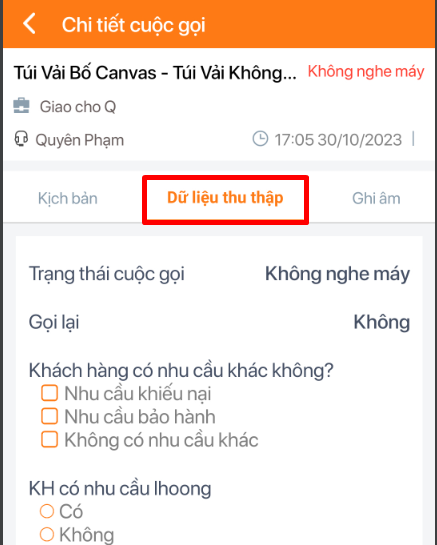 Chi tiết cuộc gọi
Túi Vải Bố Canvas - Túi Vải Không... Không nghe máy
Giao cho Q
Quyên Phạm 17:05 30/10/2023
Kịch bản Dữ liệu thu thập Ghi âm
Trạng thái cuộc gọi Không nghe máy
Gọi lại Không
Khách hàng có nhu cầu khác không?
Nhu cầu khiếu nại
Nhu cầu bảo hành
Không có nhu cầu khác
KH có nhu cầu lhoong
Có
Không